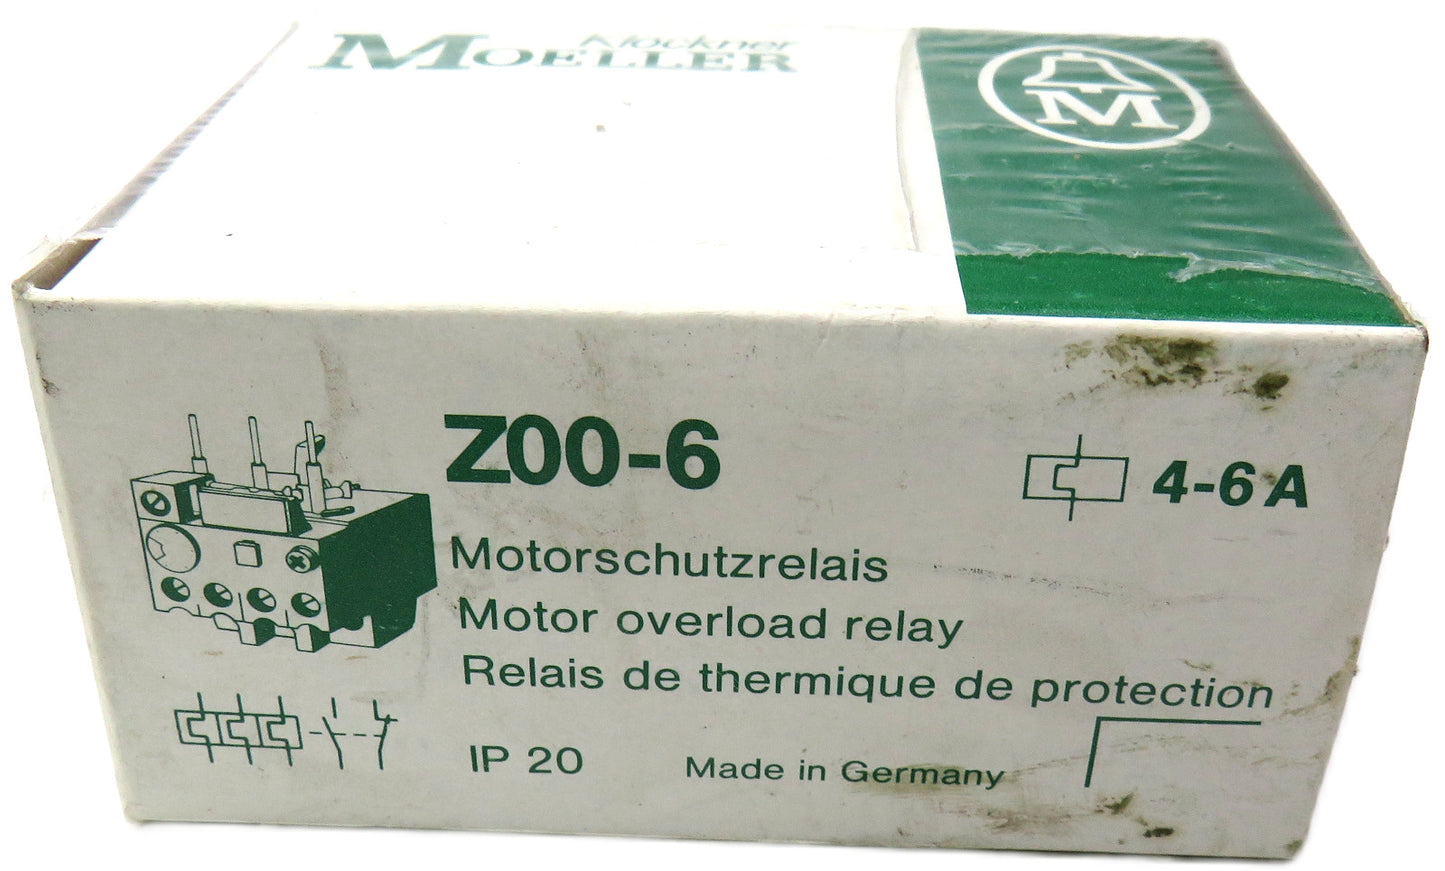 Klöckner
MOELLER
M
Z00-6
4-6 A
Motorschutzrelais
Motor overload relay
Relais de thermique de protection
IP 20
Made in Germany